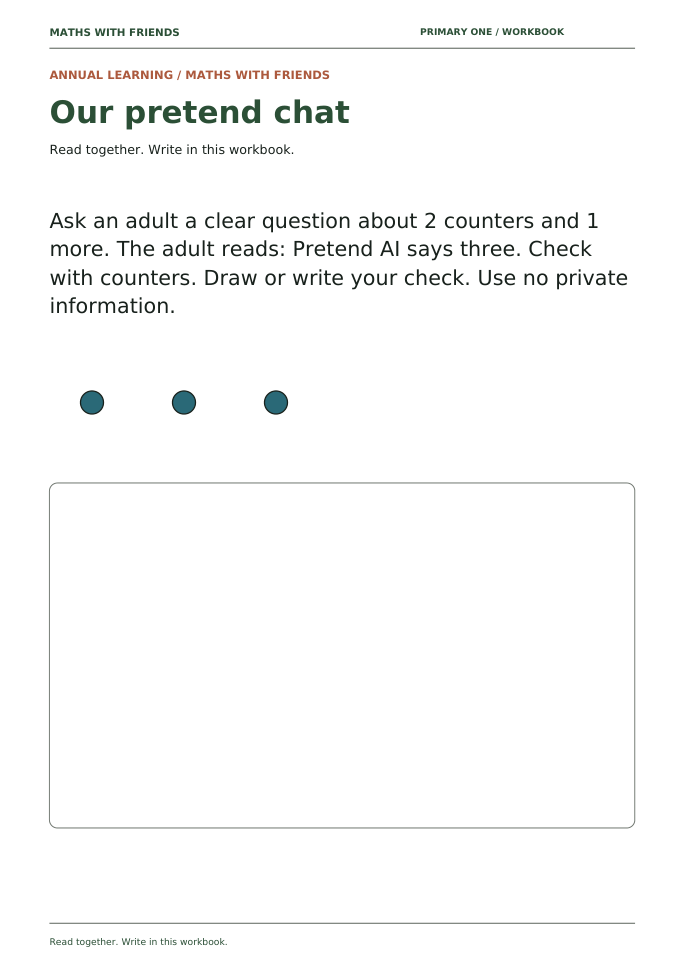 MATHS WITH FRIENDS
PRIMARY ONE / WORKBOOK
ANNUAL LEARNING / MATHS WITH FRIENDS
Our pretend chat
Read together. Write in this workbook.
Ask an adult a clear question about 2 counters and 1
more. The adult reads: Pretend AI says three. Check
with counters. Draw or write your check. Use no private
information.
Read together. Write in this workbook.